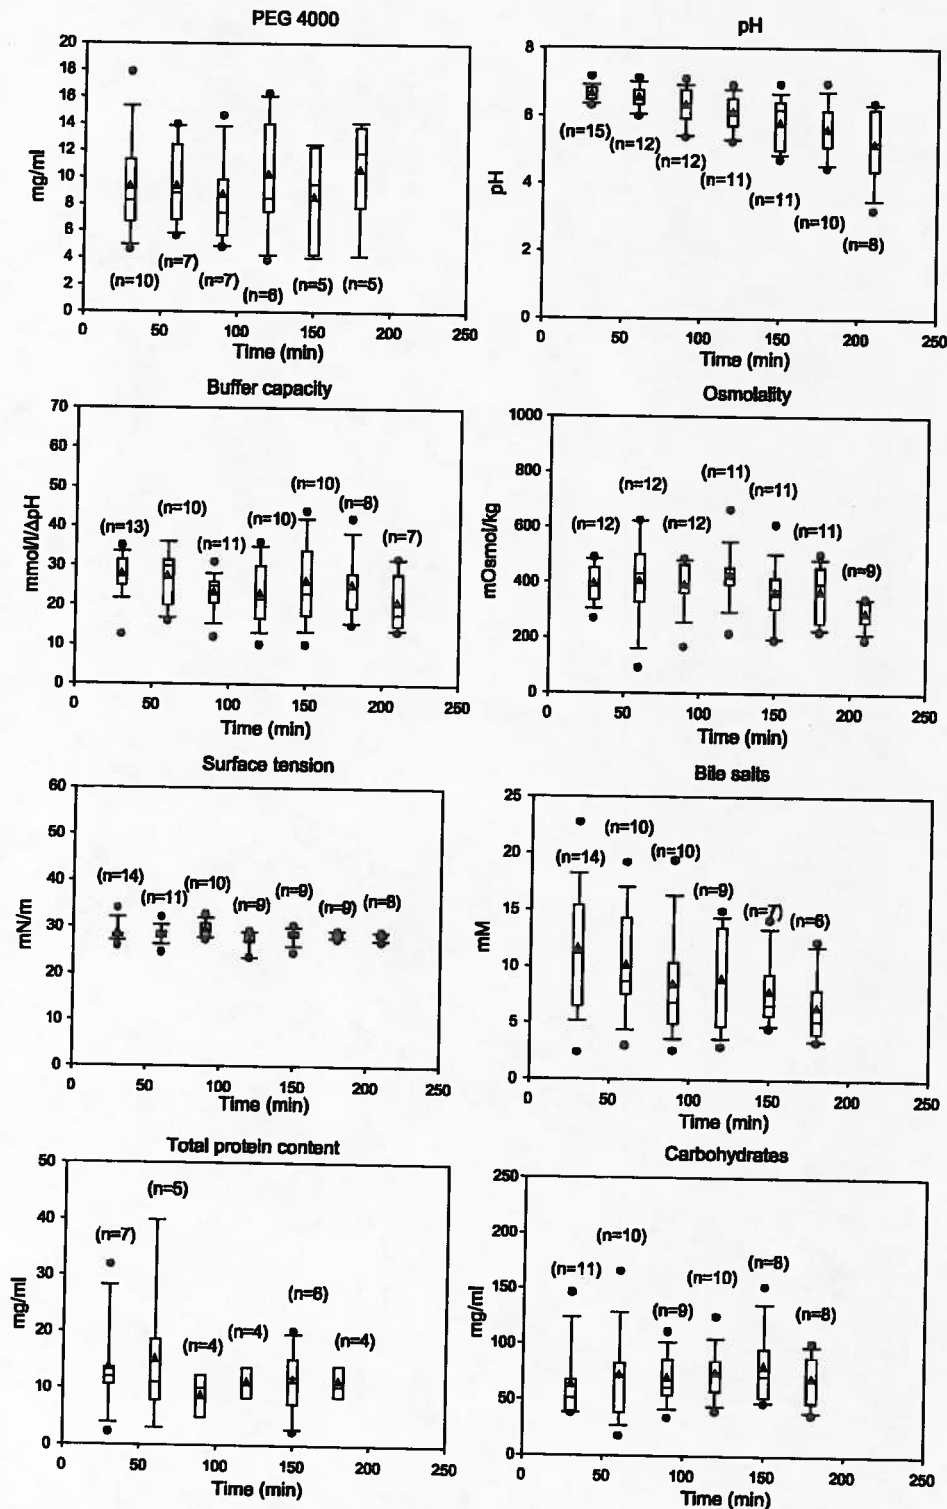 PEG 4000
20
18
16
14
12
10
8
6
4
2
0
mg/ml
(n=10)
(n=7)
(n=7)
(n=6)
(n=5)
(n=5)
0
50
100
150
200
250
Time (min)
pH
8
6
4
2
0
pH
(n=15)
(n=12)
(n=12)
(n=11)
(n=11)
(n=10)
(n=8)
0
50
100
150
200
250
Time (min)
Buffer capacity
70
60
50
40
30
20
10
0
mmol/l/ΔpH
(n=13)
(n=10)
(n=11)
(n=10)
(n=10)
(n=8)
(n=7)
0
50
100
150
200
250
Time (min)
Osmolality
1000
800
600
400
200
0
mOsmol/kg
(n=12)
(n=12)
(n=12)
(n=11)
(n=11)
(n=11)
(n=9)
0
50
100
150
200
250
Time (min)
Surface tension
60
50
40
30
20
10
0
mN/m
(n=14)
(n=11)
(n=10)
(n=9)
(n=9)
(n=9)
(n=8)
0
50
100
150
200
250
Time (min)
Bile salts
25
20
15
10
5
0
mM
(n=14)
(n=10)
(n=10)
(n=9)
(n=7)
(n=6)
0
50
100
150
200
250
Time (min)
Total protein content
50
40
30
20
10
0
mg/ml
(n=7)
(n=5)
(n=4)
(n=4)
(n=6)
(n=4)
0
50
100
150
200
250
Time (min)
Carbohydrates
250
200
150
100
50
0
mg/ml
(n=11)
(n=10)
(n=9)
(n=10)
(n=8)
(n=8)
0
50
100
150
200
250
Time (min)